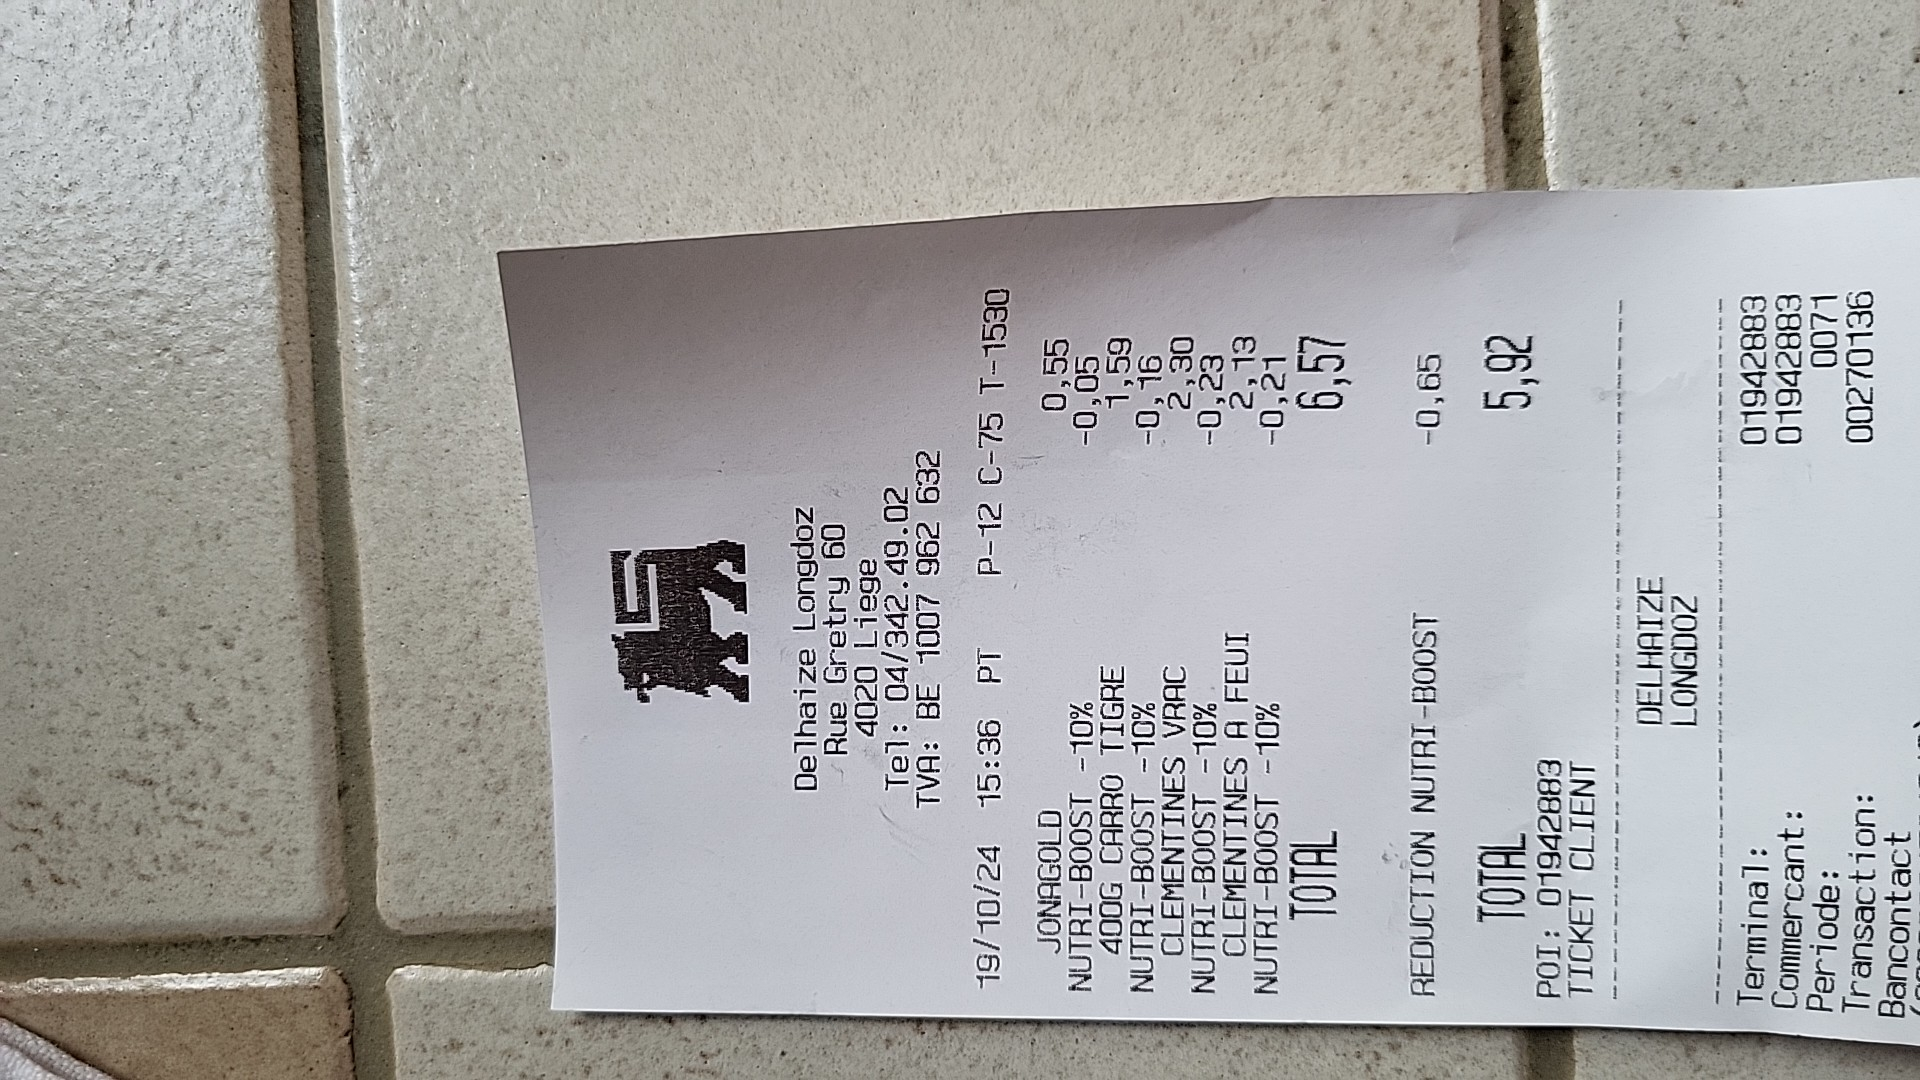 Delhaize Longdoz
Rue Gretry 60
4020 Liege
Tel: 04/342.49.02
TVA: BE 1007 962 632
19/10/24 15:36 PT P-12 C-75 T-1530
JONAGOLD 0,55
NUTRI-BOOST -10% -0,05
400G CARRO TIGRE 1,59
NUTRI-BOOST -10% -0,16
CLEMENTINES VRAC 2,30
NUTRI-BOOST -10% -0,23
CLEMENTINES A FEUI 2,13
NUTRI-BOOST -10% -0,21
TOTAL 6,57
REDUCTION NUTRI-BOOST -0,65
TOTAL 5,92
POI: 01942883
TICKET CLIENT
DELHAIZE
LONGDOZ
Terminal: 01942883
Commercant: 01942883
Periode: 0071
Transaction: 00270136
Bancontact